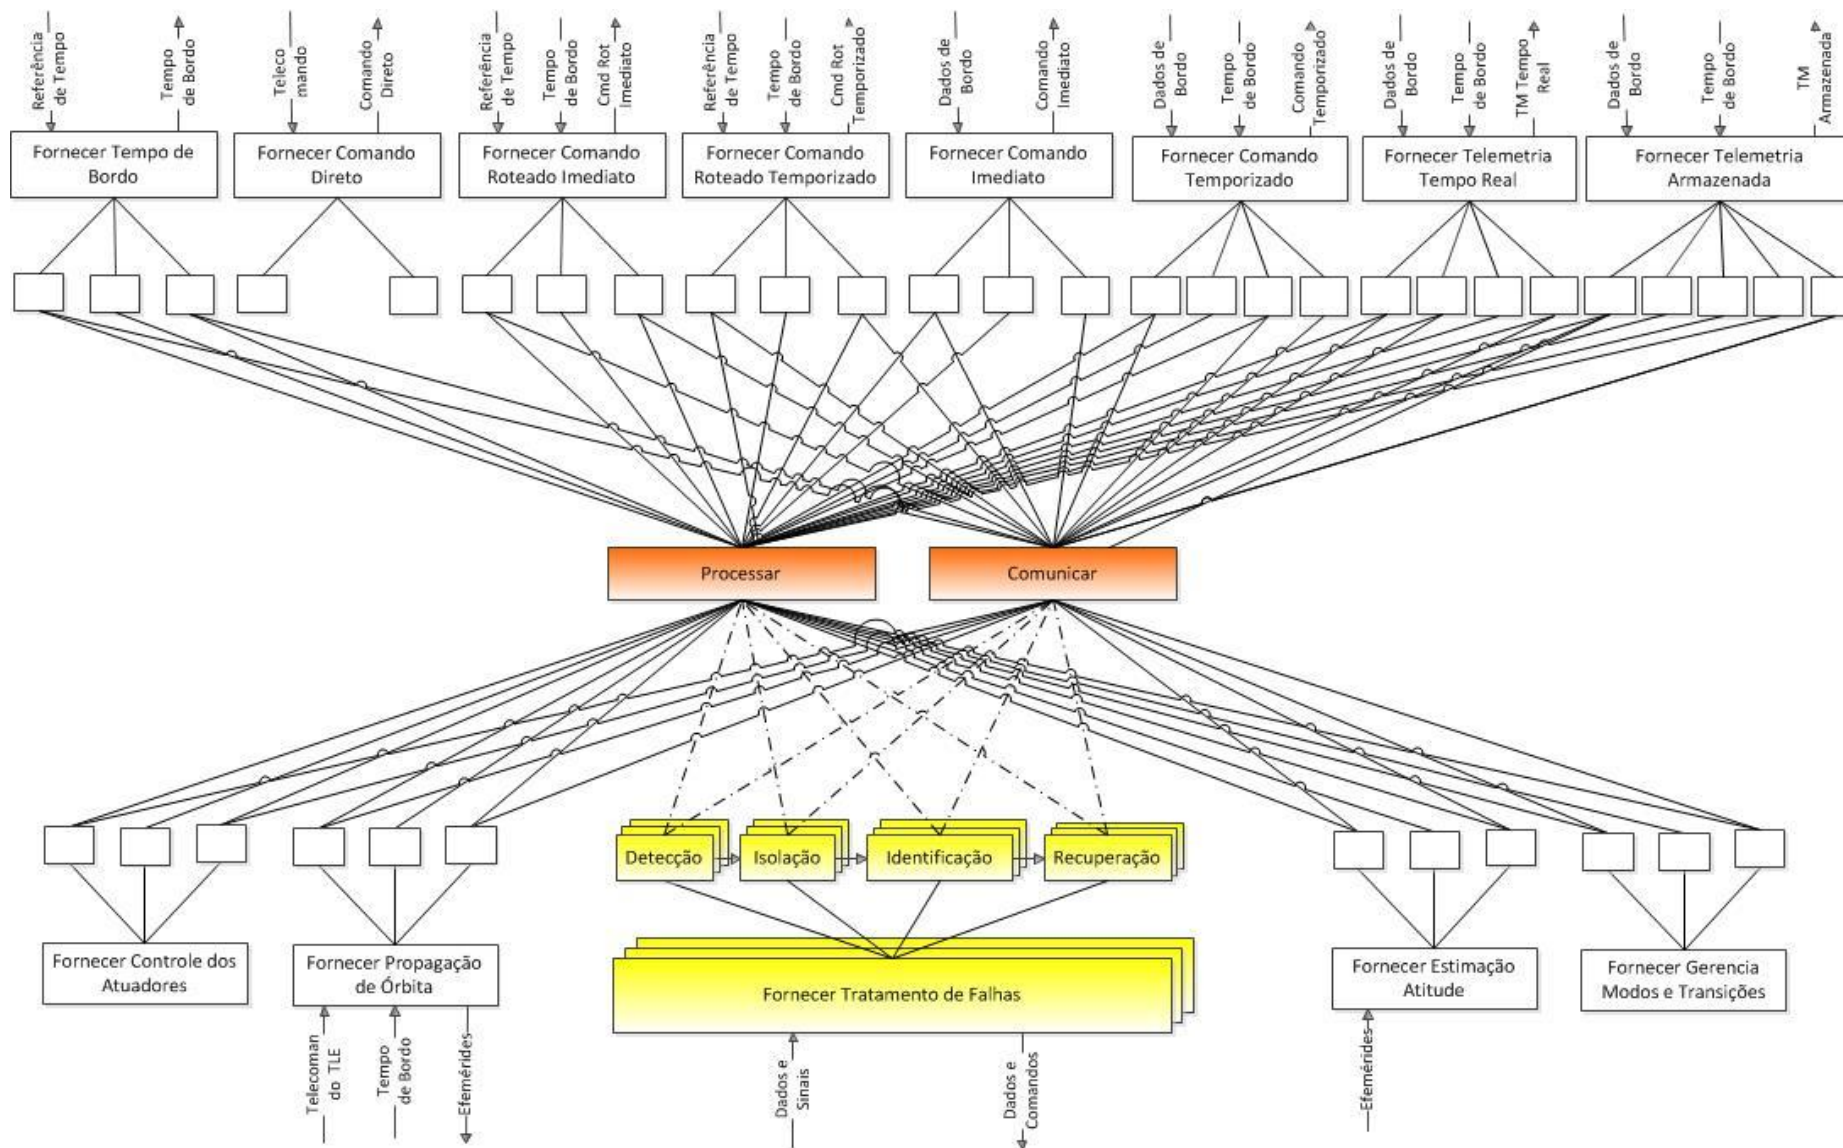 Referência
de Tempo
Tempo
de Bordo
Teleco
mando
Comando
Direto
Referência
de Tempo
Tempo
de Bordo
Cmd Rot
Imediato
Referência
de Tempo
Tempo
de Bordo
Cmd Rot
Temporizado
Dados de
Bordo
Comando
Imediato
Dados de
Bordo
Tempo
de Bordo
Comando
Temporizado
Dados de
Bordo
Tempo
de Bordo
TM Tempo
Real
Dados de
Bordo
Tempo
de Bordo
TM
Armazenada
Fornecer Tempo de
Bordo
Fornecer Comando
Direto
Fornecer Comando
Roteado Imediato
Fornecer Comando
Roteado Temporizado
Fornecer Comando
Imediato
Fornecer Comando
Temporizado
Fornecer Telemetria
Tempo Real
Fornecer Telemetria
Armazenada
Processar
Comunicar
Detecção
Isolação
Identificação
Recuperação
Fornecer Controle dos
Atuadores
Fornecer Propagação
de Órbita
Fornecer Tratamento de Falhas
Fornecer Estimação
Atitude
Fornecer Gerencia
Modos e Transições
Telecoman
do TLE
Tempo
de Bordo
Efemérides
Dados e
Sinais
Dados e
Comandos
Efemérides